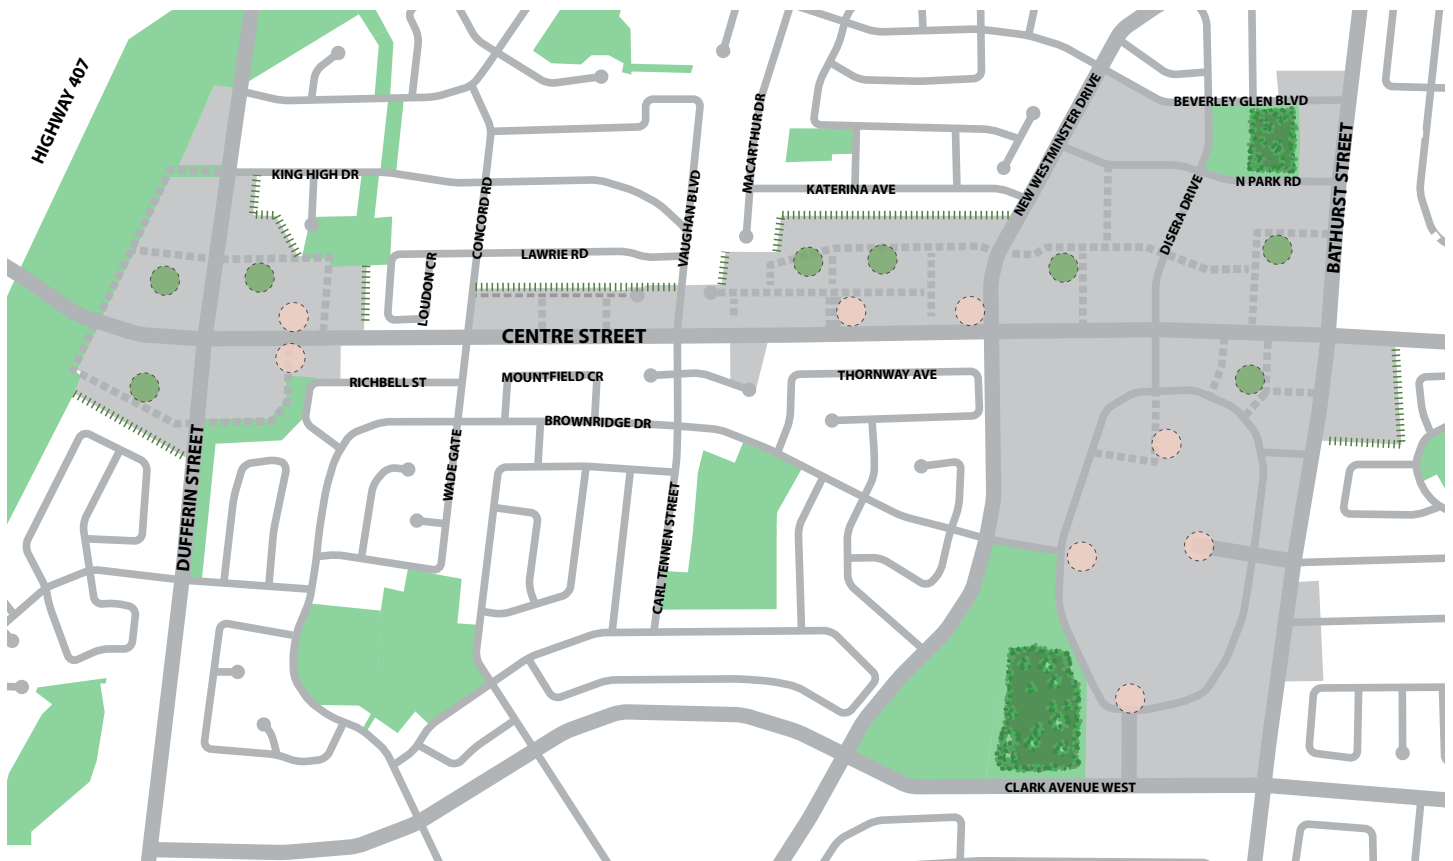 HIGHWAY 407
BEVERLEY GLEN BLVD
NEW WESTMINSTER DRIVE
MACARTHUR DR
KING HIGH DR
KATERINA AVE
N PARK RD
BATHURST STREET
DISERA DRIVE
CONCORD RD
VAUGHAN BLVD
LAWRIE RD
LOUDON CR
CENTRE STREET
RICHBELL ST
MOUNTFIELD CR
THORNWAY AVE
BROWNRIDGE DR
WADE GATE
DUFFERIN STREET
CARL TENNEN STREET
CLARK AVENUE WEST